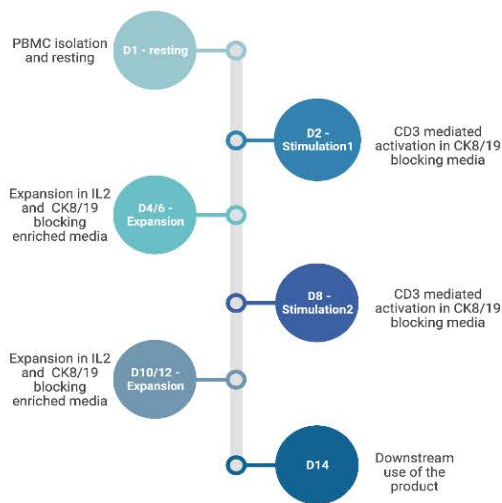 PBMC isolation
and resting
D1 - resting
D2 -
Stimulation1
CD3 mediated
activation in CK8/19
blocking media
Expansion in IL2
and CK8/19
blocking
enriched media
D4/6 -
Expansion
D8 -
Stimulation2
CD3 mediated
activation in CK8/19
blocking media
Expansion in IL2
and CK8/19
blocking
enriched media
D10/12 -
Expansion
D14
Downstream
use of the
product